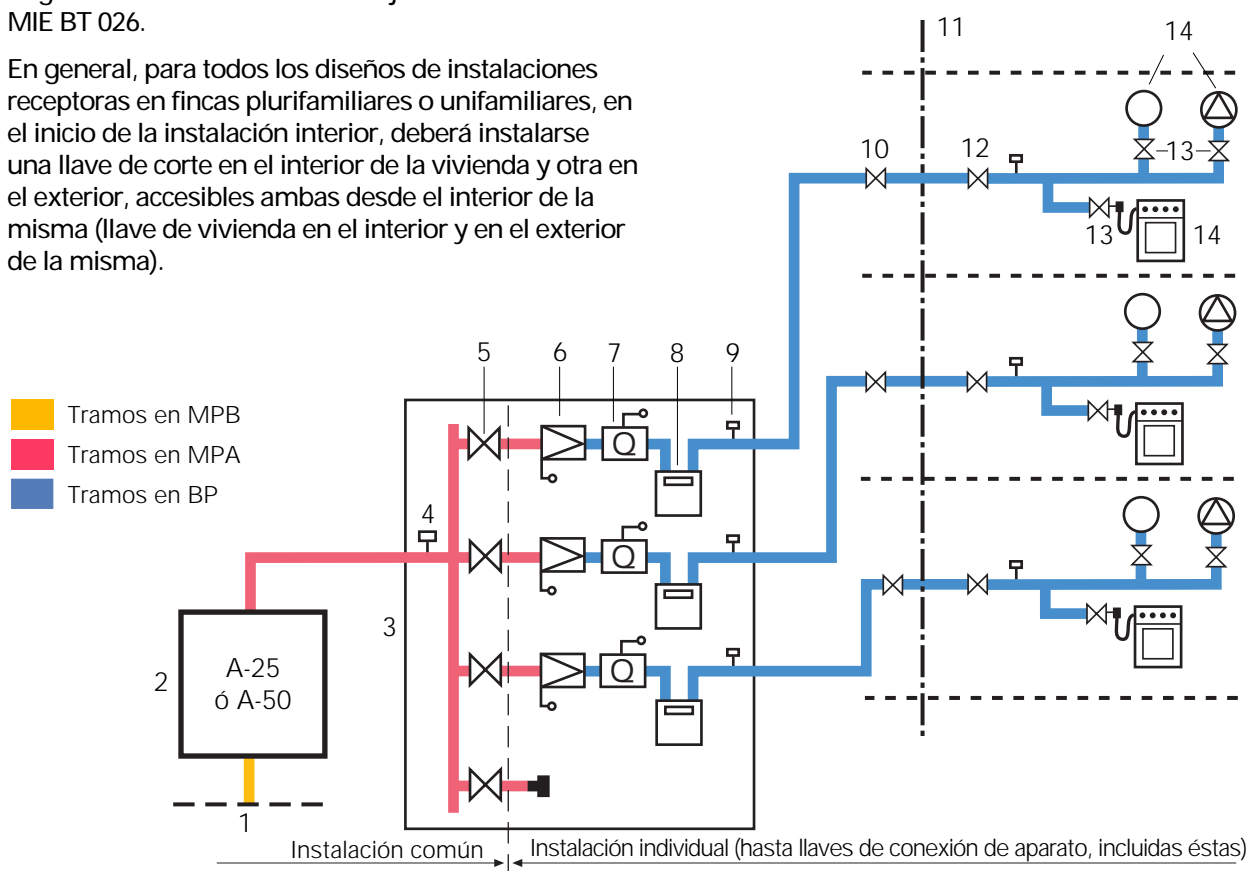 MIE BT 026.
En general, para todos los diseños de instalaciones
receptoras en fincas plurifamiliares o unifamiliares, en
el inicio de la instalación interior, deberá instalarse
una llave de corte en el interior de la vivienda y otra en
el exterior, accesibles ambas desde el interior de la
misma (llave de vivienda en el interior y en el exterior
de la misma).
11
14
10
12
13
13
14
5
6
7
8
9
Tramos en MPB
Tramos en MPA
Tramos en BP
Q
4
Q
3
2
A-25
ó A-50
Q
1
Instalación común
Instalación individual (hasta llaves de conexión de aparato, incluidas éstas)